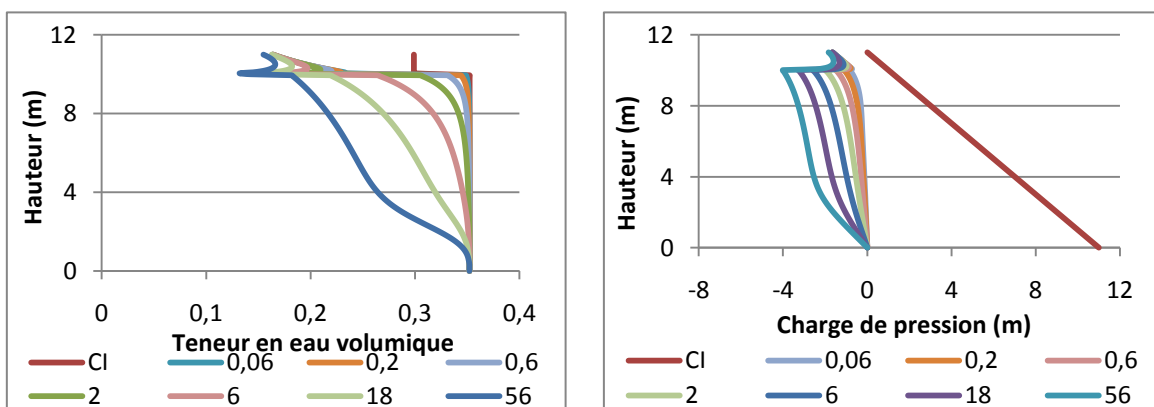 12
8
4
0
Hauteur (m)
0 0,1 0,2 0,3 0,4
Teneur en eau volumique
CI 0,06 0,2 0,6
2 6 18 56
12
8
4
0
Hauteur (m)
-8 -4 0 4 8 12
Charge de pression (m)
CI 0,06 0,2 0,6
2 6 18 56